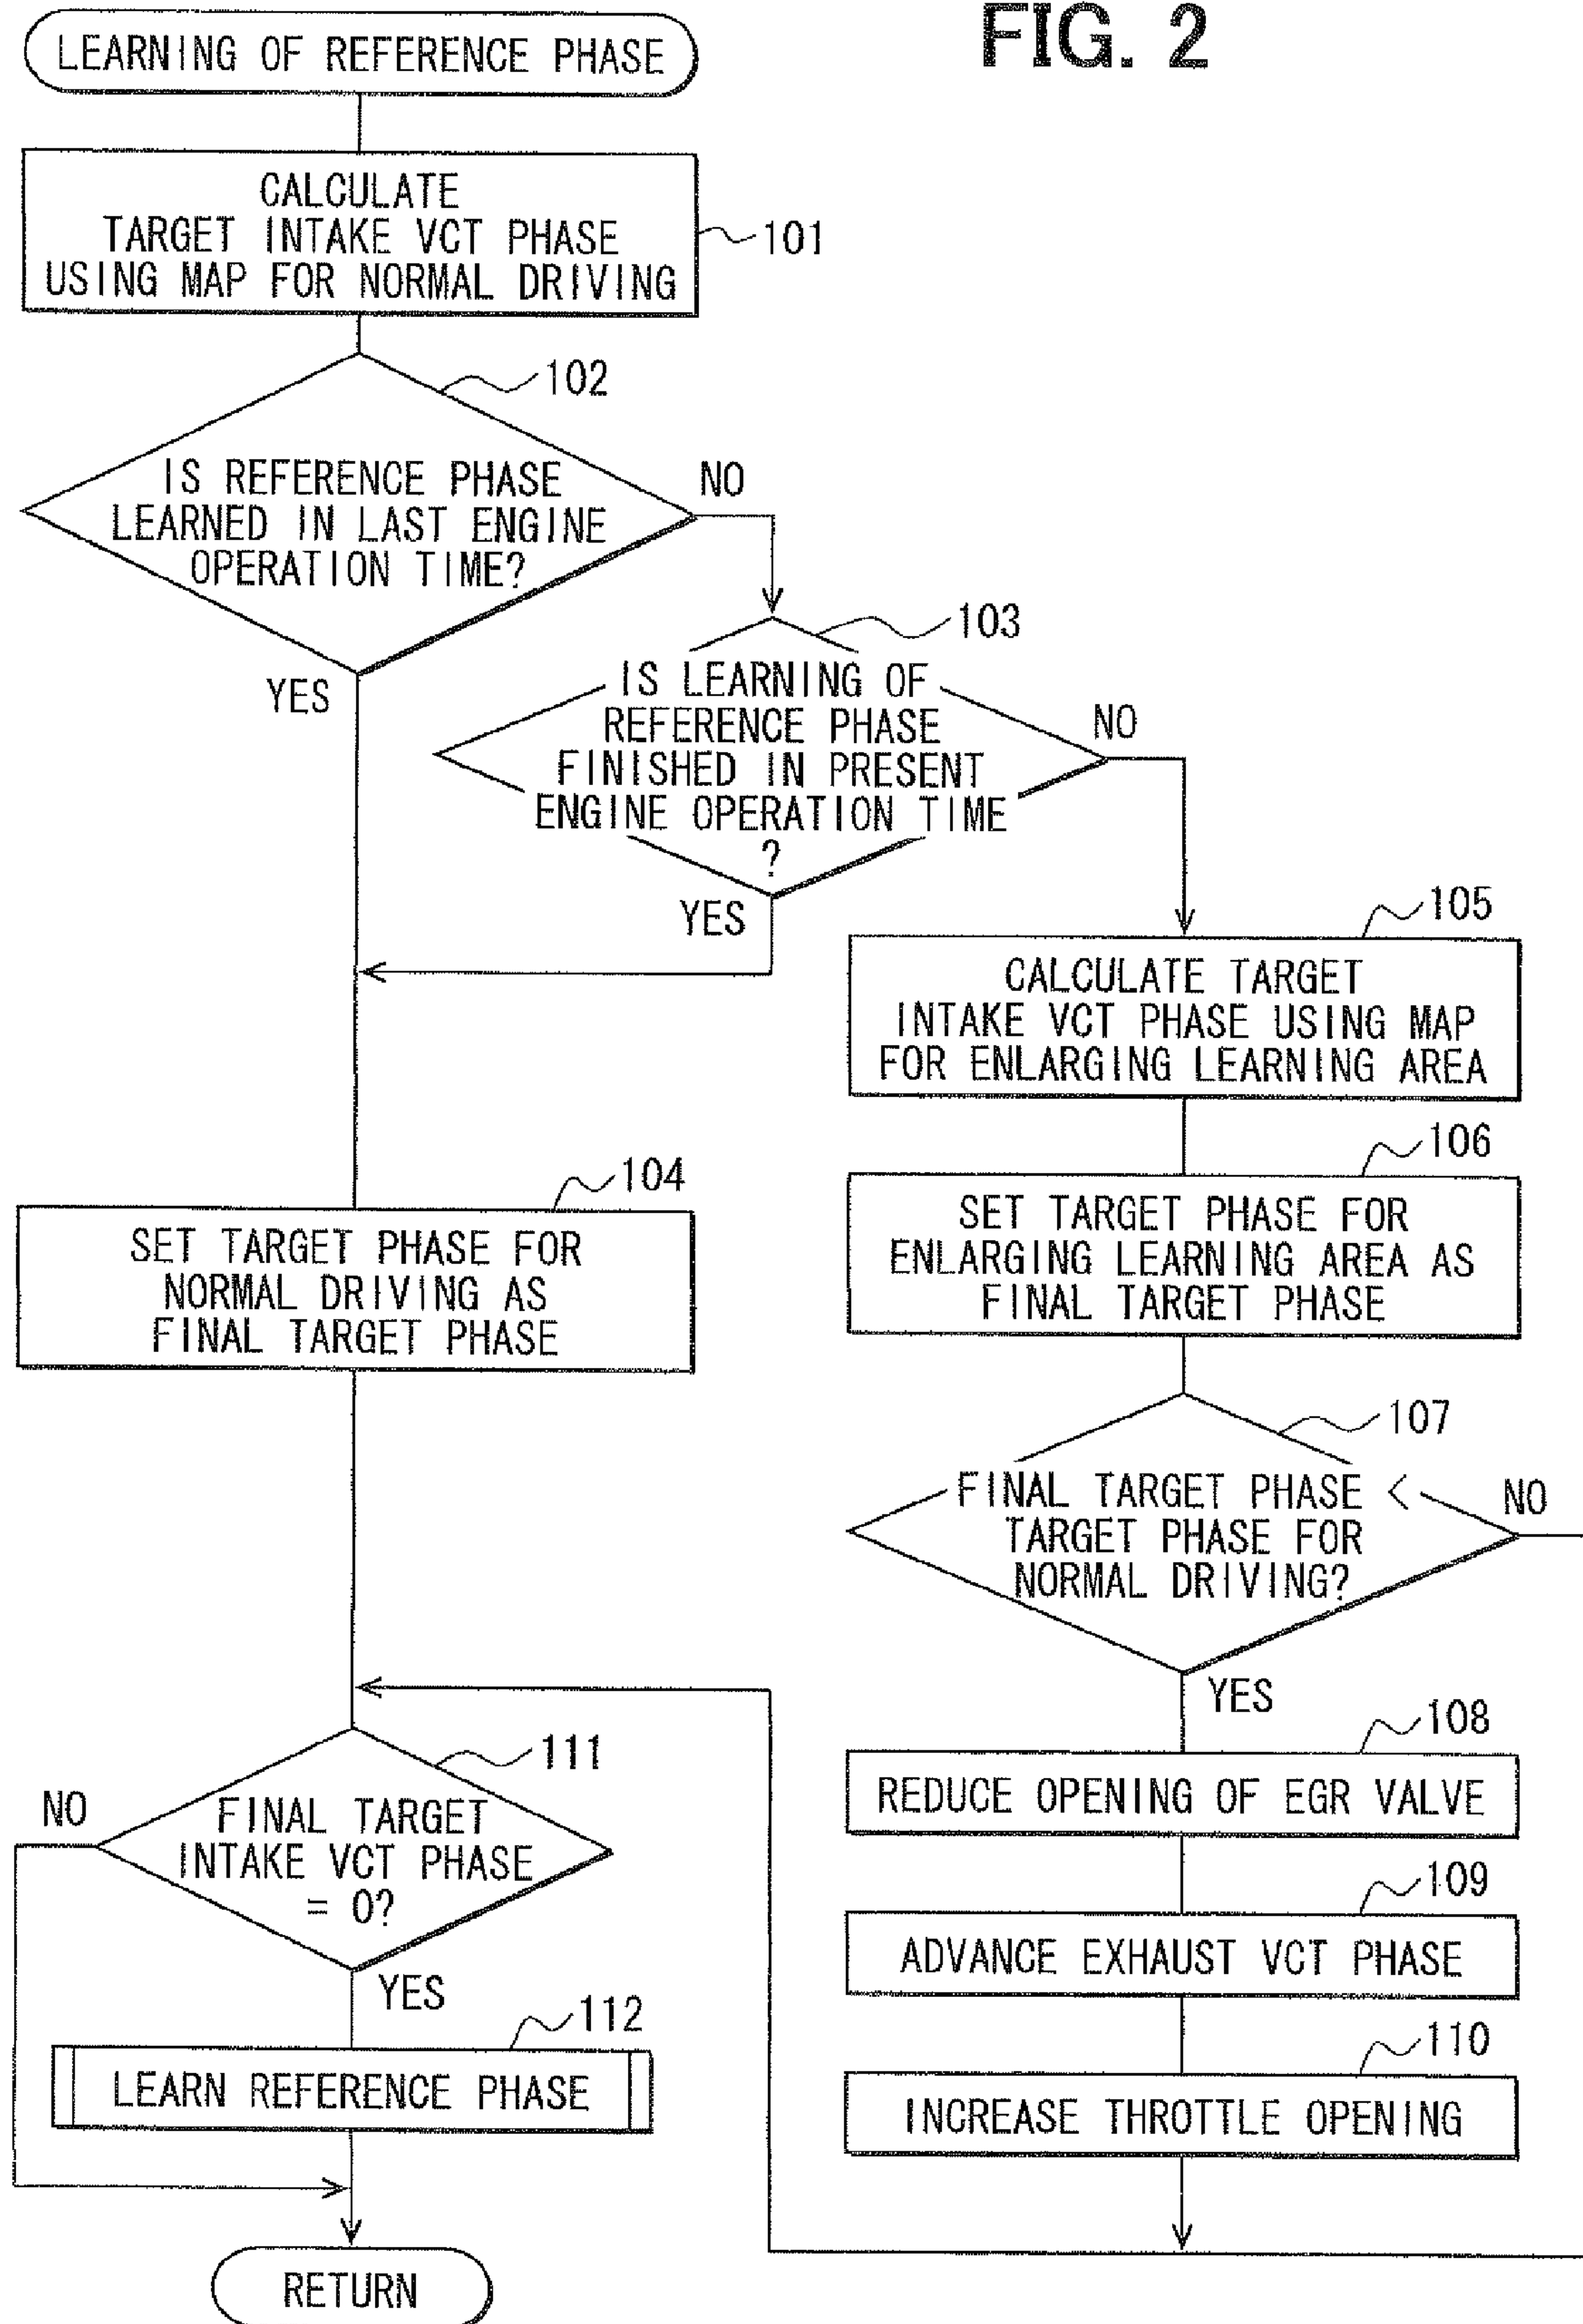 FIG. 2
LEARNING OF REFERENCE PHASE
CALCULATE
TARGET INTAKE VCT PHASE
USING MAP FOR NORMAL DRIVING
101
102
IS REFERENCE PHASE
LEARNED IN LAST ENGINE
OPERATION TIME?
NO
YES
103
IS LEARNING OF
REFERENCE PHASE
FINISHED IN PRESENT
ENGINE OPERATION TIME
?
NO
YES
105
CALCULATE TARGET
INTAKE VCT PHASE USING MAP
FOR ENLARGING LEARNING AREA
104
SET TARGET PHASE FOR
NORMAL DRIVING AS
FINAL TARGET PHASE
106
SET TARGET PHASE FOR
ENLARGING LEARNING AREA AS
FINAL TARGET PHASE
107
FINAL TARGET PHASE <
TARGET PHASE FOR
NORMAL DRIVING?
NO
YES
108
REDUCE OPENING OF EGR VALVE
109
ADVANCE EXHAUST VCT PHASE
110
INCREASE THROTTLE OPENING
111
FINAL TARGET
INTAKE VCT PHASE
= 0?
NO
YES
112
LEARN REFERENCE PHASE
RETURN